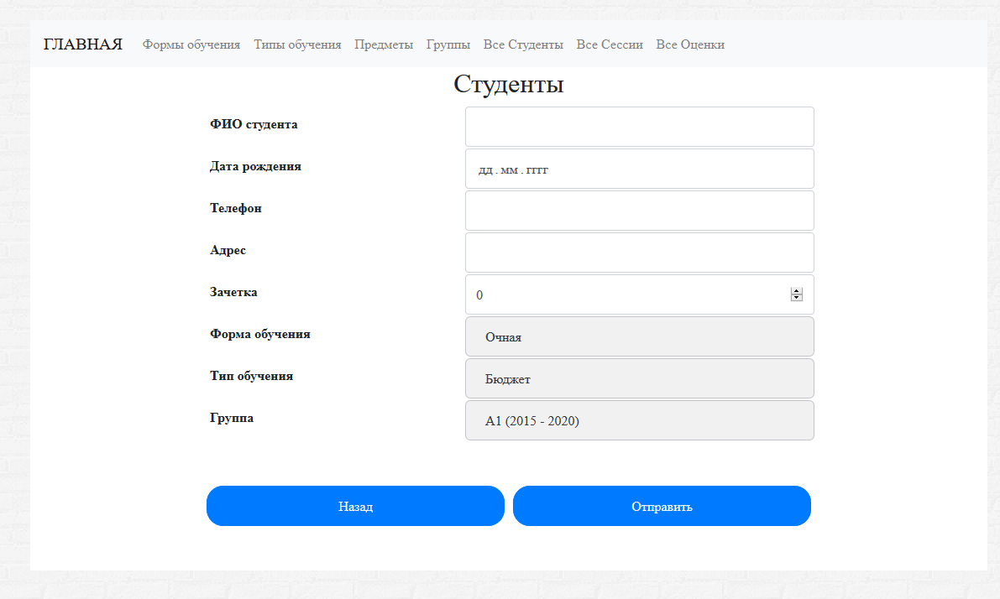 ГЛАВНАЯ Формы обучения Типы обучения Предметы Группы Все Студенты Все Сессии Все Оценки
Студенты
ФИО студента
Дата рождения дд . мм . гггг
Телефон
Адрес
Зачетка 0
Форма обучения Очная
Тип обучения Бюджет
Группа А1 (2015 - 2020)
Назад Отправить